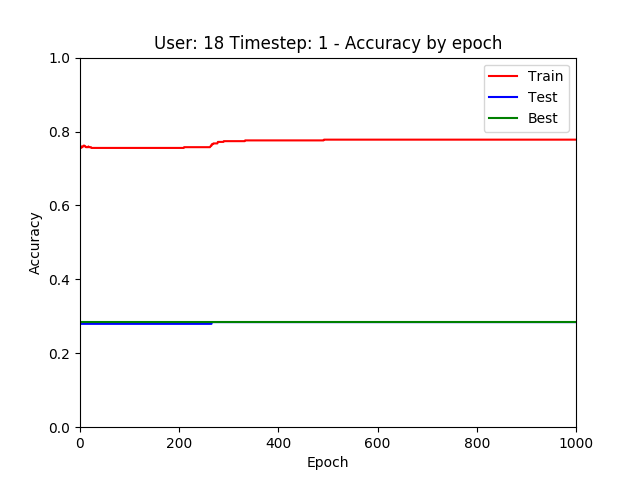 User: 18 Timestep: 1 - Accuracy by epoch
1.0
0.8
0.6
0.4
0.2
0.0
Accuracy
Train
Test
Best
0 200 400 600 800 1000
Epoch